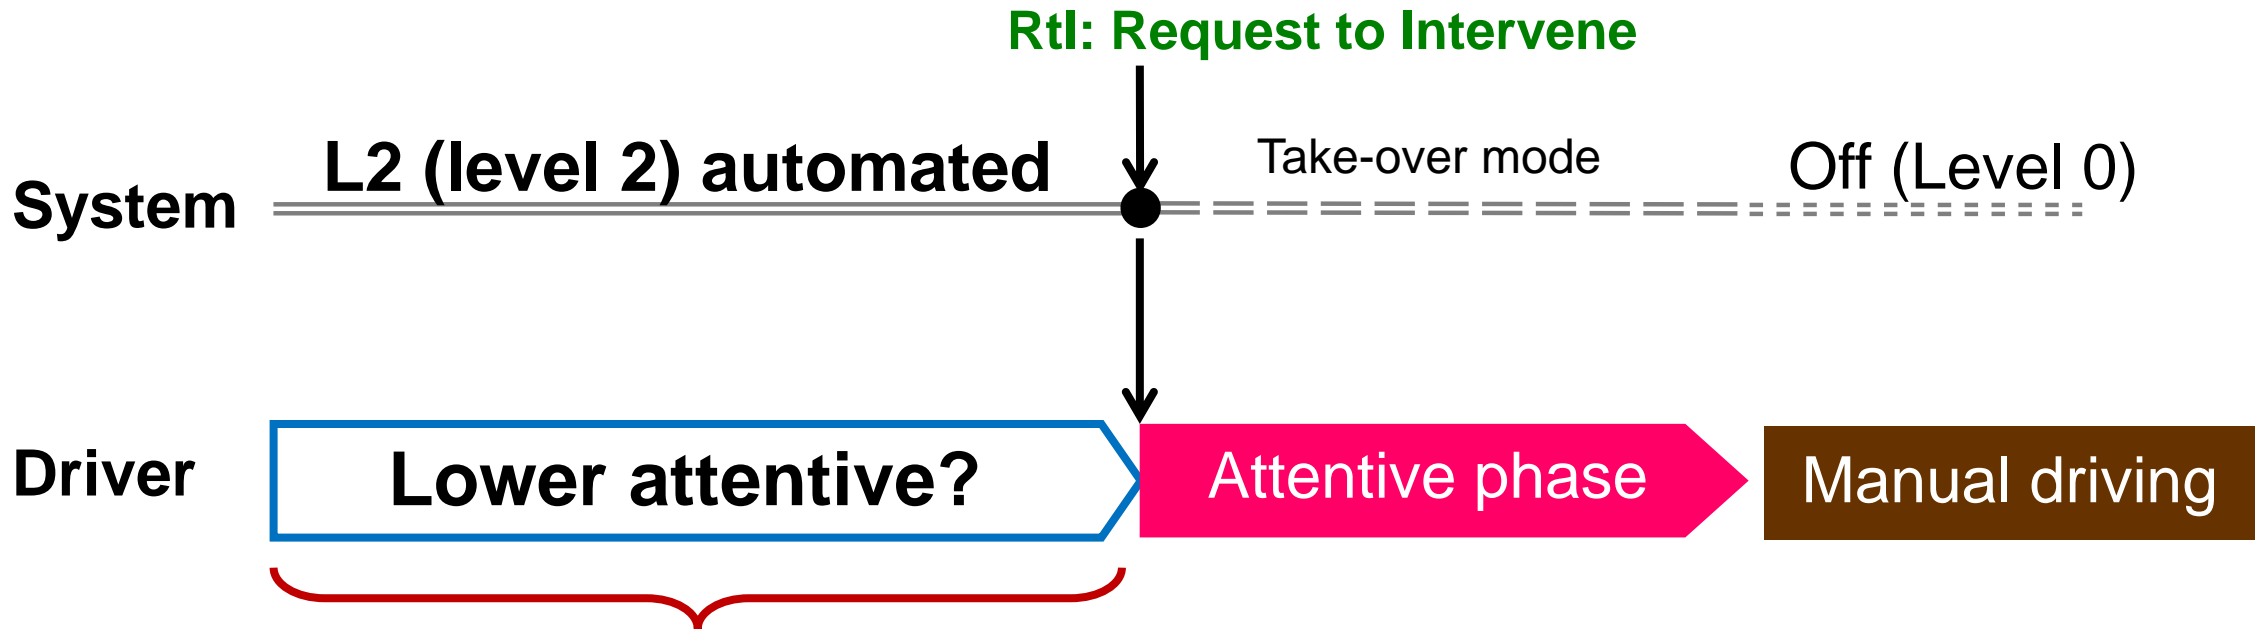 RtI: Request to Intervene
L2 (level 2) automated
Take-over mode
Off (Level 0)
System
Driver
Lower attentive?
Attentive phase
Manual driving